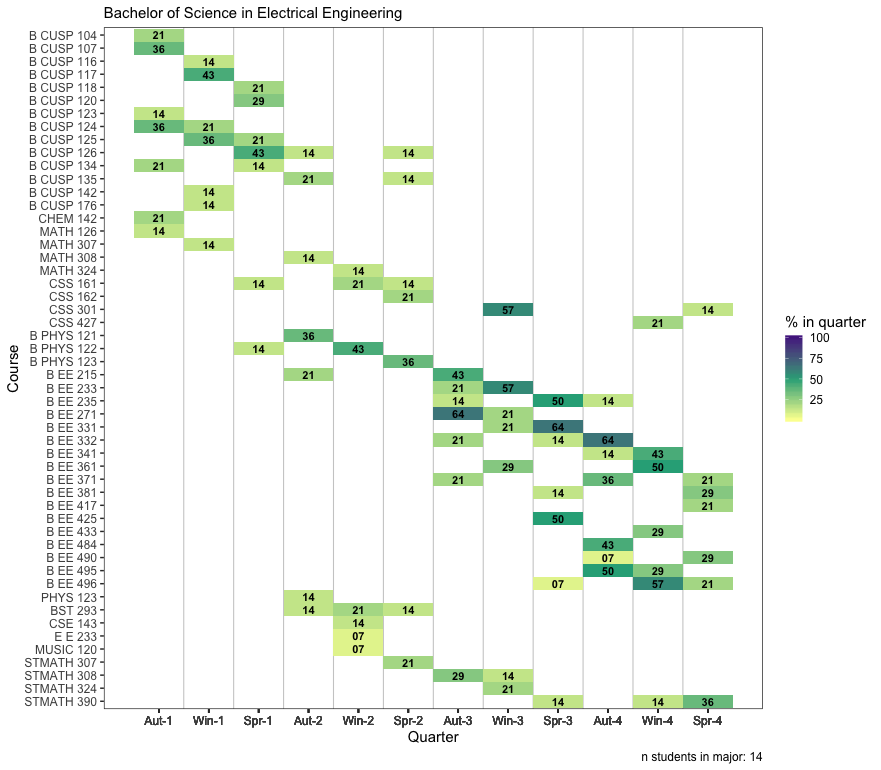 Bachelor of Science in Electrical Engineering
B CUSP 104 21
B CUSP 107 36
B CUSP 116 14
B CUSP 117 43
B CUSP 118 21
B CUSP 120 29
B CUSP 123 14
B CUSP 124 36 21
B CUSP 125 36 21
B CUSP 126 43 14 14
B CUSP 134 21 14
B CUSP 135 21 14
B CUSP 142 14
B CUSP 176 14
CHEM 142 21
MATH 126 14
MATH 307 14
MATH 308 14
MATH 324 14
CSS 161 14 21 14
CSS 162 21
CSS 301 57 14
CSS 427 21
B PHYS 121 36
B PHYS 122 14 43
B PHYS 123 36
B EE 215 21 43
B EE 233 21 57
B EE 235 14 50 14
B EE 271 64 21
B EE 331 21 64
B EE 332 21 14 64
B EE 341 14 43
B EE 361 29 50
B EE 371 21 36 21
B EE 381 14 29
B EE 417 21
B EE 425 50
B EE 433 29
B EE 484 43
B EE 490 07 29
B EE 495 50 29
B EE 496 07 57 21
PHYS 123 14
BST 293 14 21 14
CSE 143 14
E E 233 07
MUSIC 120 07
STMATH 307 21
STMATH 308 29 14
STMATH 324 21
STMATH 390 14 14 36
Aut-1 Win-1 Spr-1 Aut-2 Win-2 Spr-2 Aut-3 Win-3 Spr-3 Aut-4 Win-4 Spr-4
Quarter
Course
% in quarter
100
75
50
25
n students in major: 14